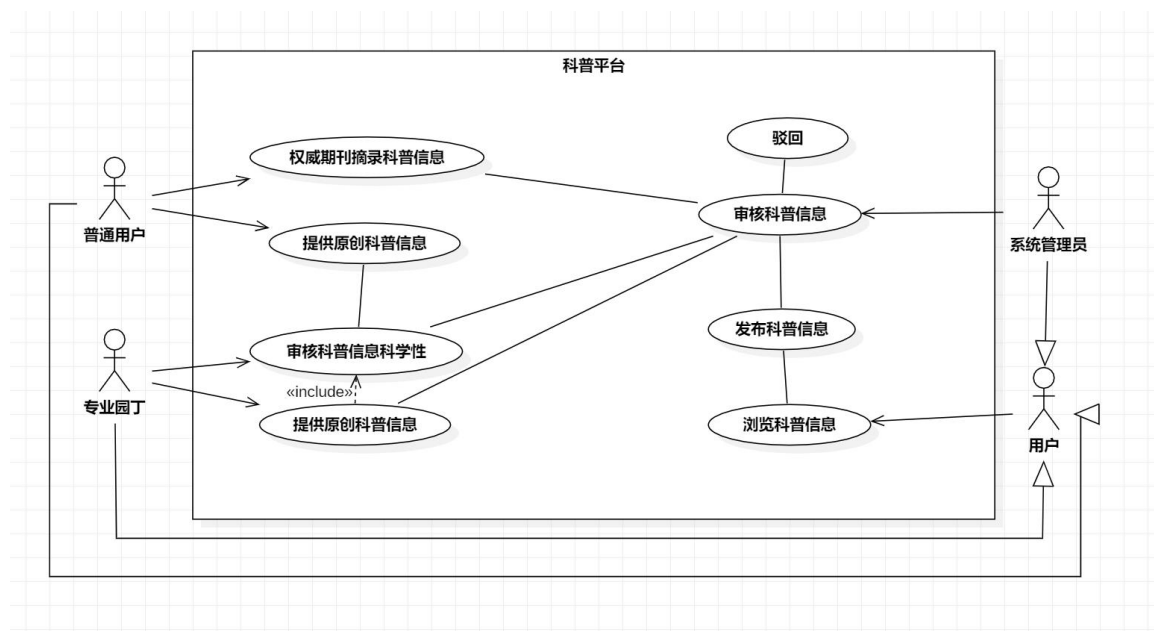 科普平台
驳回
权威期刊摘录科普信息
审核科普信息
普通用户
提供原创科普信息
系统管理员
发布科普信息
审核科普信息科学性
«include»
专业园丁
提供原创科普信息
浏览科普信息
用户